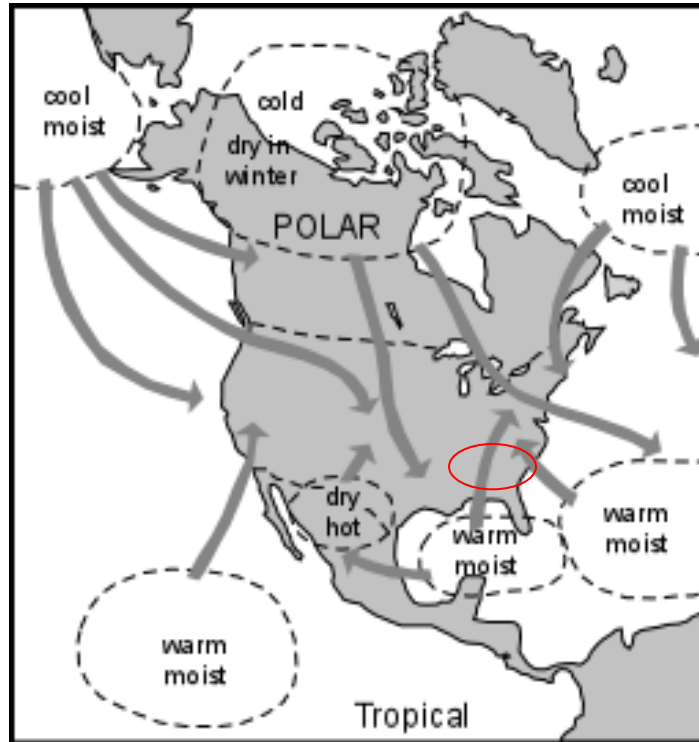 cool
moist
cold
dry in
winter
POLAR
cool
moist
dry
hot
warm
moist
warm
moist
warm
moist
Tropical